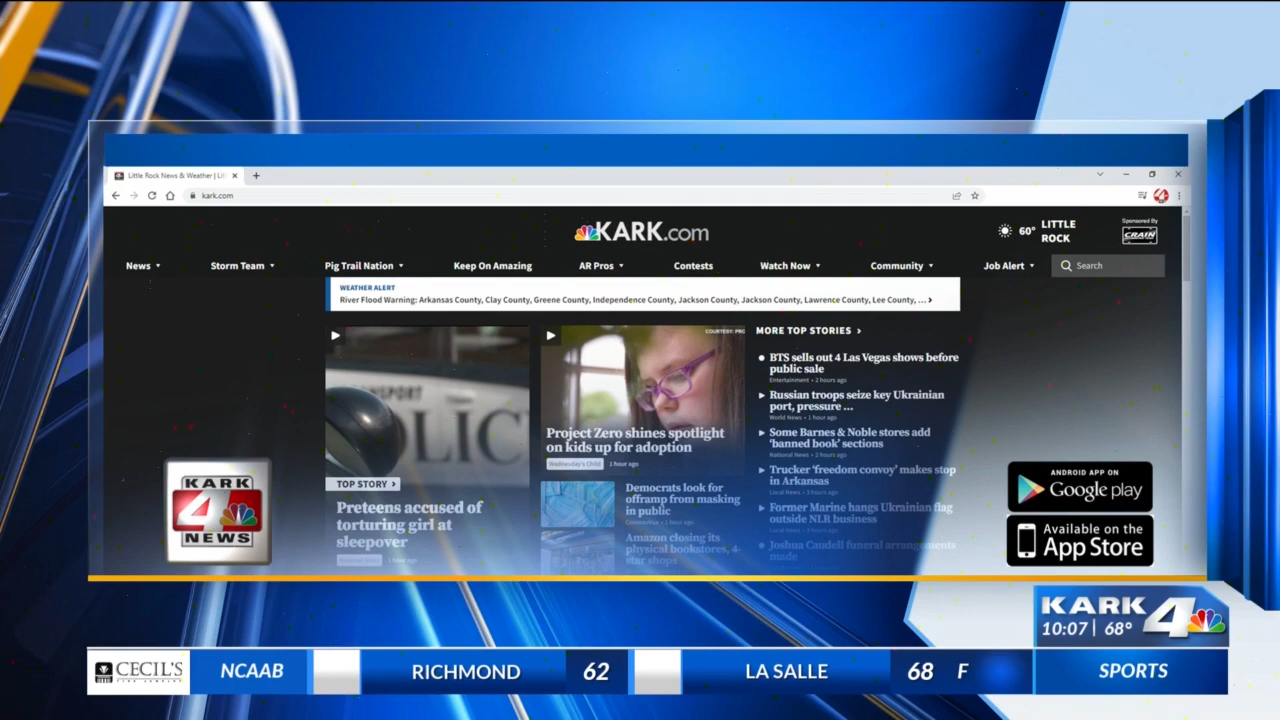 Little Rock News & Weather | Lit
kark.com
KARK.com
60°
LITTLE
ROCK
Sponsored By
CRAIN
News
Storm Team
Pig Trail Nation
Keep On Amazing
AR Pros
Contests
Watch Now
Community
Job Alert
Search
WEATHER ALERT
River Flood Warning: Arkansas County, Clay County, Greene County, Independence County, Jackson County, Jackson County, Lawrence County, Lee County, ... >
TRANSPORT
POLICE
TOP STORY >
Preteens accused of
torturing girl at
sleepover
1 hour ago
COURTESY: PRO
Project Zero shines spotlight
on kids up for adoption
Wednesday's Child
1 hour ago
Democrats look for
offramp from masking
in public
Coronavirus • 1 hour ago
Amazon closing its
physical bookstores, 4-
star shops
MORE TOP STORIES >
BTS sells out 4 Las Vegas shows before
public sale
Entertainment • 2 hours ago
Russian troops seize key Ukrainian
port, pressure ...
World News • 1 hour ago
Some Barnes & Noble stores add
'banned book' sections
National News • 2 hours ago
Trucker 'freedom convoy' makes stop
in Arkansas
Local News • 3 hours ago
Former Marine hangs Ukrainian flag
outside NLR business
Local News • 3 hours ago
Joshua Caudell funeral arrangements
made
KARK
4
NEWS
ANDROID APP ON
Google play
Available on the
App Store
KARK 4
10:07 | 68°
CECIL'S
NCAAB
RICHMOND 62
LA SALLE 68 F
SPORTS